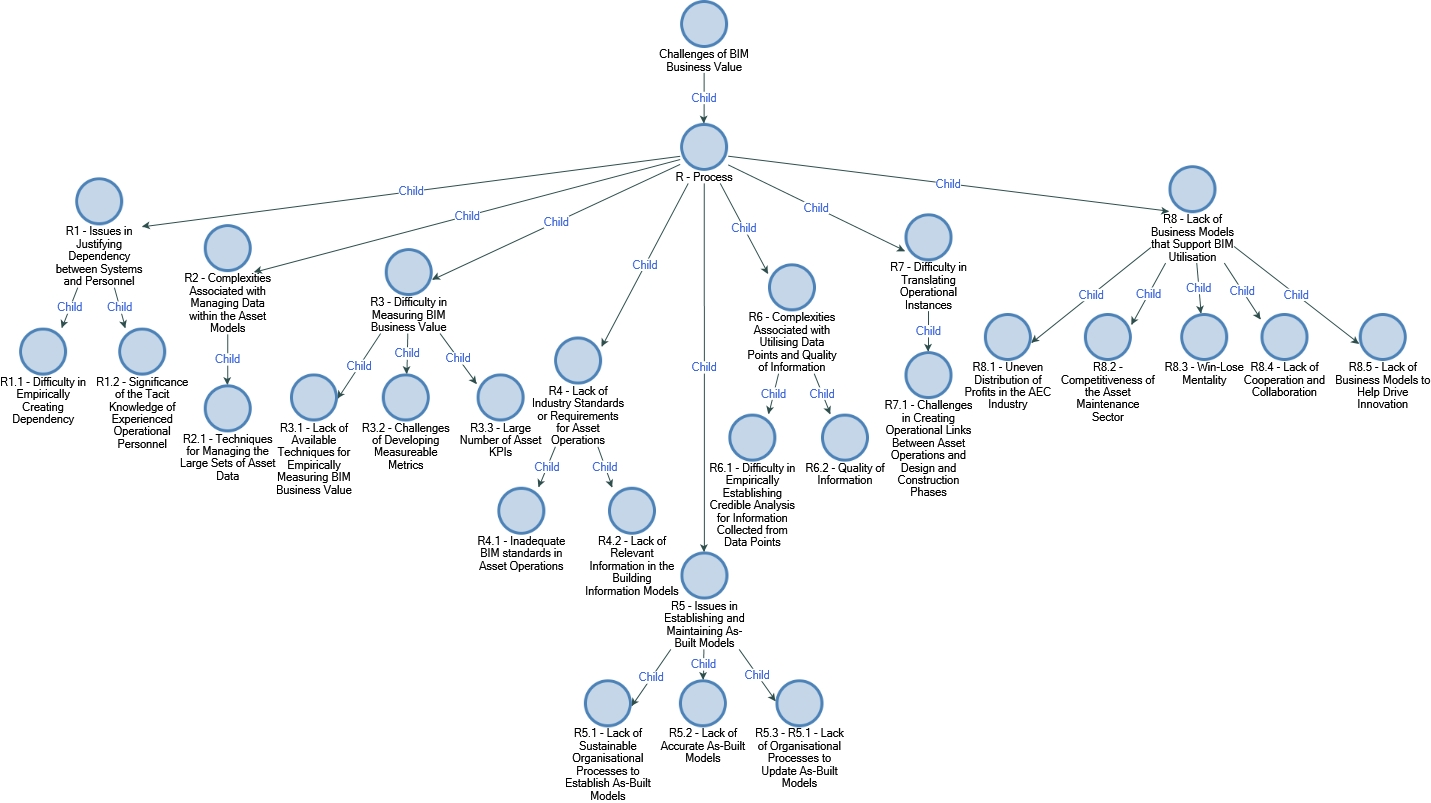 Challenges of BIM
Business Value
Child
R - Process
Child
Child
Child
Child
Child
Child
Child
Child
R1 - Issues in
Justifying
Dependency
between Systems
and Personnel
Child
Child
R1.1 - Difficulty in
Empirically
Creating
Dependency
R1.2 - Significance
of the Tacit
Knowledge of
Experienced
Operational
Personnel
R2 - Complexities
Associated with
Managing Data
within the Asset
Models
Child
R2.1 - Techniques
for Managing the
Large Sets of Asset
Data
R3 - Difficulty in
Measuring BIM
Business Value
Child
Child
Child
R3.1 - Lack of
Available
Techniques for
Empirically
Measuring BIM
Business Value
R3.2 - Challenges
of Developing
Measureable
Metrics
R3.3 - Large
Number of Asset
KPIs
R4 - Lack of
Industry Standards
or Requirements
for Asset
Operations
Child
Child
R4.1 - Inadequate
BIM standards in
Asset Operations
R4.2 - Lack of
Relevant
Information in the
Building
Information Models
R5 - Issues in
Establishing and
Maintaining As-
Built Models
Child
Child
Child
R5.1 - Lack of
Sustainable
Organisational
Processes to
Establish As-Built
Models
R5.2 - Lack of
Accurate As-Built
Models
R5.3 - R5.1 - Lack
of Organisational
Processes to
Update As-Built
Models
R6 - Complexities
Associated with
Utilising Data
Points and Quality
of Information
Child
Child
R6.1 - Difficulty in
Empirically
Establishing
Credible Analysis
for Information
Collected from
Data Points
R6.2 - Quality of
Information
R7 - Difficulty in
Translating
Operational
Instances
Child
R7.1 - Challenges
in Creating
Operational Links
Between Asset
Operations and
Design and
Construction
Phases
R8 - Lack of
Business Models
that Support BIM
Utilisation
Child
Child
Child
Child
Child
R8.1 - Uneven
Distribution of
Profits in the AEC
Industry
R8.2 -
Competitiveness of
the Asset
Maintenance
Sector
R8.3 - Win-Lose
Mentality
R8.4 - Lack of
Cooperation and
Collaboration
R8.5 - Lack of
Business Models to
Help Drive
Innovation